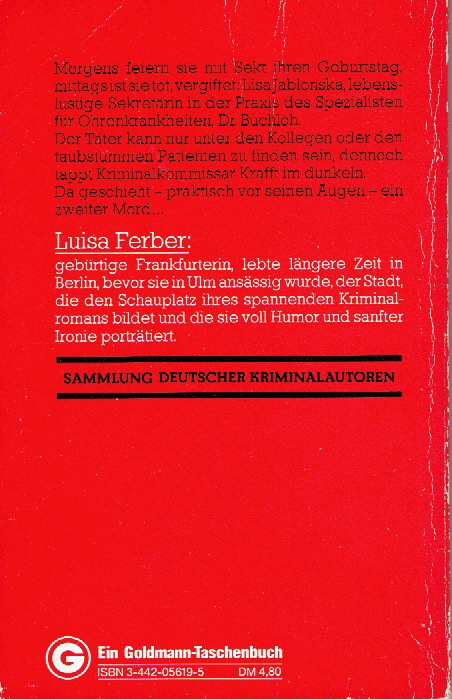 Morgens feiern sie mit Sekt ihren Geburtstag,
mittags ist sie tot, vergiftet: Lisa Jablonska, lebens-
lustige Sekretärin in der Praxis des Spezialisten
für Ohrenkrankheiten, Dr. Buchloh.
Der Täter kann nur unter den Kollegen oder den
taubstummen Patienten zu finden sein, dennoch
tappt Kriminalkommissar Krafft im dunkeln.
Da geschieht – praktisch vor seinen Augen – ein
zweiter Mord...
Luisa Ferber:
gebürtige Frankfurterin, lebte längere Zeit in
Berlin, bevor sie in Ulm ansässig wurde, der Stadt,
die den Schauplatz ihres spannenden Kriminal-
romans bildet und die sie voll Humor und sanfter
Ironie porträtiert.
SAMMLUNG DEUTSCHER KRIMINALAUTOREN
G Ein Goldmann-Taschenbuch
ISBN 3-442-05619-5 DM 4,80